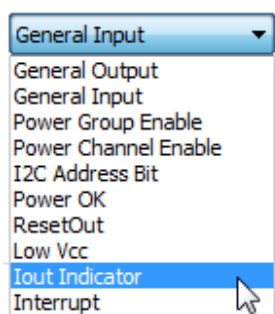 General Input
General Output
General Input
Power Group Enable
Power Channel Enable
I2C Address Bit
Power OK
ResetOut
Low Vcc
Iout Indicator
Interrupt